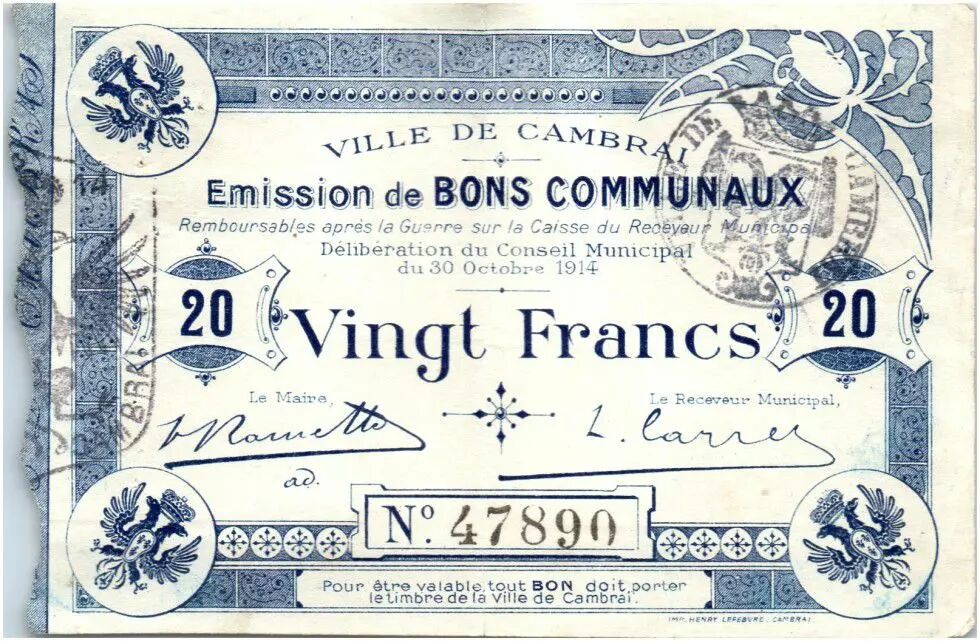 VILLE DE CAMBRAI
Emission de BONS COMMUNAUX
Remboursables après la Guerre sur la Caisse du Receveur Municipal
Délibération du Conseil Municipal
du 30 Octobre 1914
20 Vingt Francs 20
Le Maire, Le Receveur Municipal,
ad.
No. 47890
Pour être valable, tout BON doit porter
le timbre de la Ville de Cambrai.
IMP. HENRY LEFEBVRE. CAMBRAI